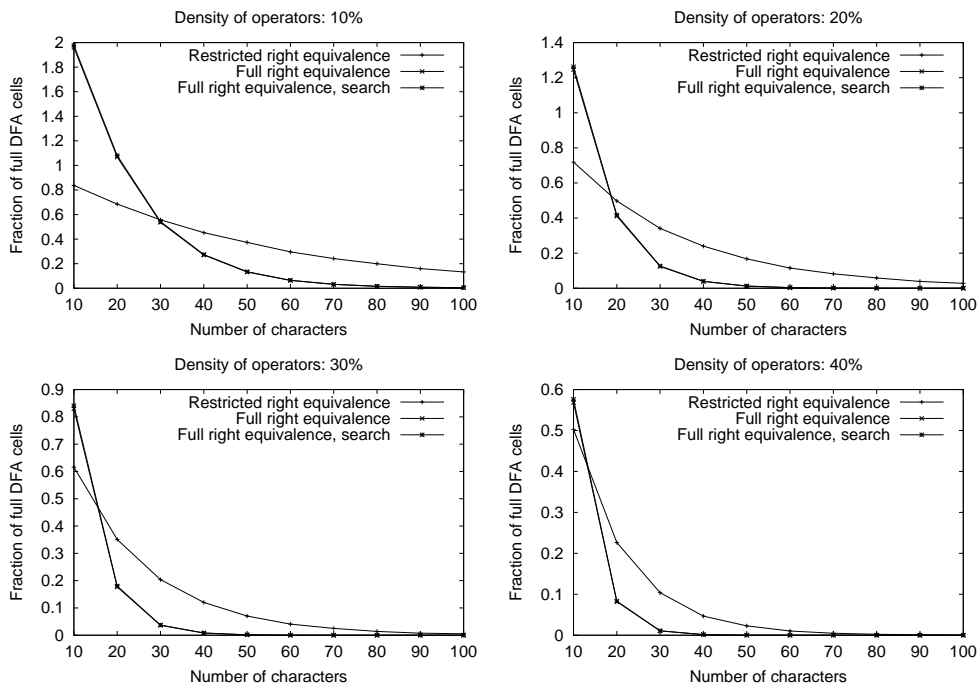 Density of operators: 10%
Fraction of full DFA cells
2
1.8
1.6
1.4
1.2
1
0.8
0.6
0.4
0.2
0
Restricted right equivalence
Full right equivalence
Full right equivalence, search
10 20 30 40 50 60 70 80 90 100
Number of characters
Density of operators: 20%
Fraction of full DFA cells
1.4
1.2
1
0.8
0.6
0.4
0.2
0
Restricted right equivalence
Full right equivalence
Full right equivalence, search
10 20 30 40 50 60 70 80 90 100
Number of characters
Density of operators: 30%
Fraction of full DFA cells
0.9
0.8
0.7
0.6
0.5
0.4
0.3
0.2
0.1
0
Restricted right equivalence
Full right equivalence
Full right equivalence, search
10 20 30 40 50 60 70 80 90 100
Number of characters
Density of operators: 40%
Fraction of full DFA cells
0.6
0.5
0.4
0.3
0.2
0.1
0
Restricted right equivalence
Full right equivalence
Full right equivalence, search
10 20 30 40 50 60 70 80 90 100
Number of characters